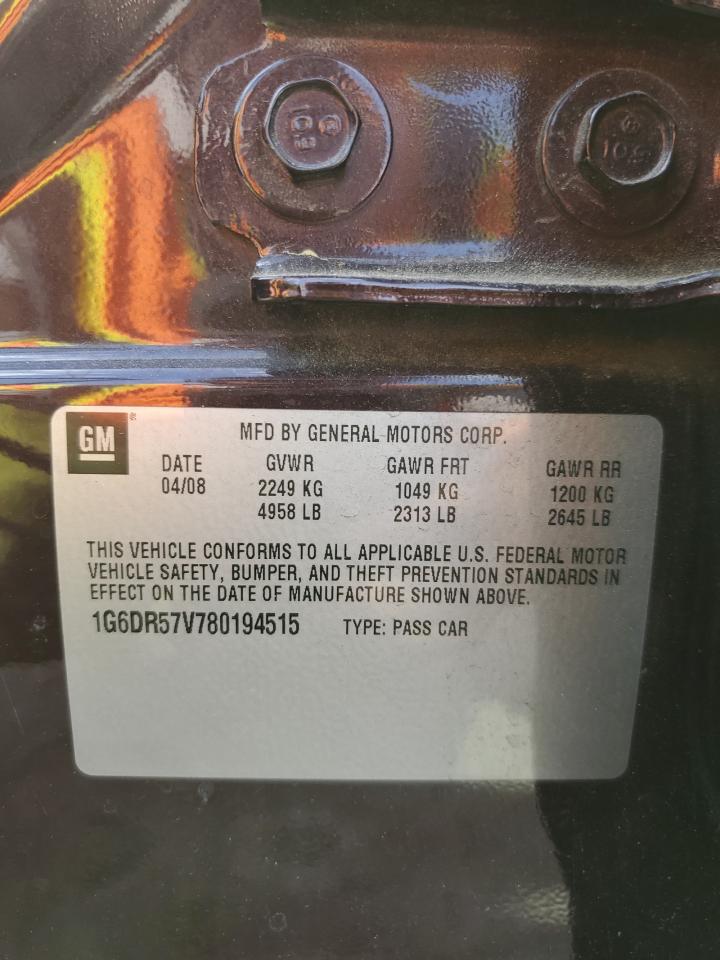 GM
MFD BY GENERAL MOTORS CORP.
DATE GVWR GAWR FRT GAWR RR
04/08 2249 KG 1049 KG 1200 KG
4958 LB 2313 LB 2645 LB
THIS VEHICLE CONFORMS TO ALL APPLICABLE U.S. FEDERAL MOTOR
VEHICLE SAFETY, BUMPER, AND THEFT PREVENTION STANDARDS IN
EFFECT ON THE DATE OF MANUFACTURE SHOWN ABOVE.
1G6DR57V780194515 TYPE: PASS CAR